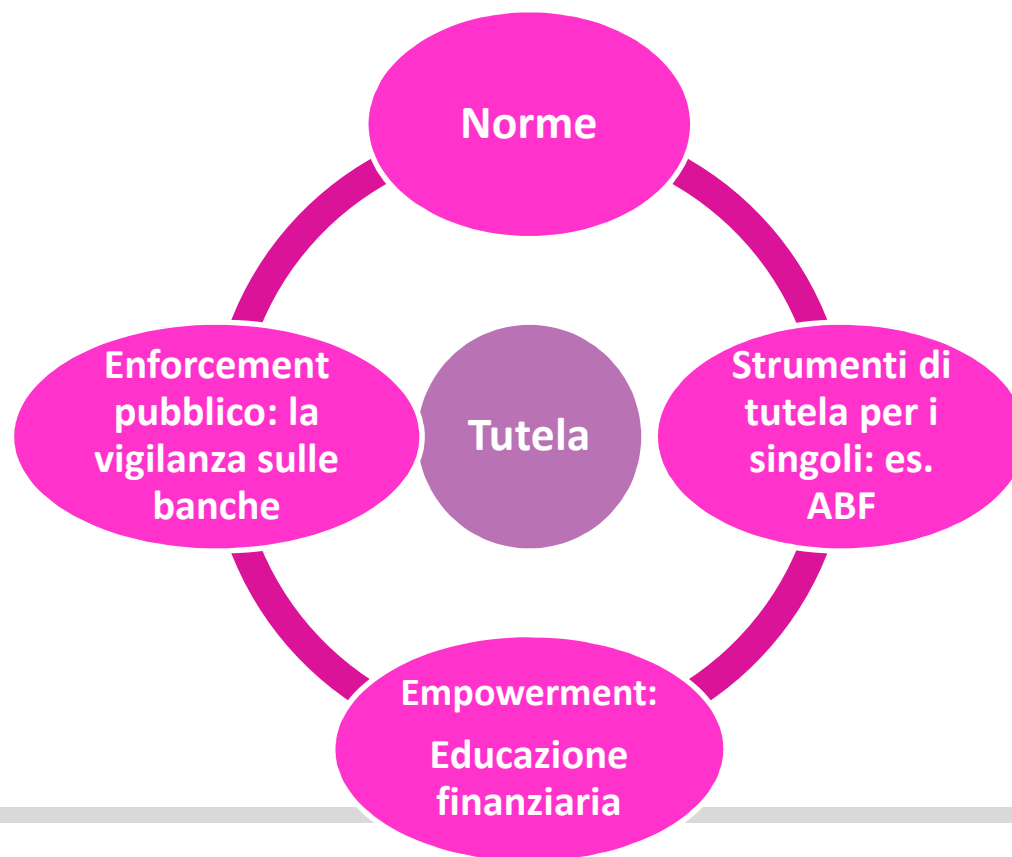 Norme
Enforcement
pubblico: la
vigilanza sulle
banche
Tutela
Strumenti di
tutela per i
singoli: es.
ABF
Empowerment:
Educazione
finanziaria